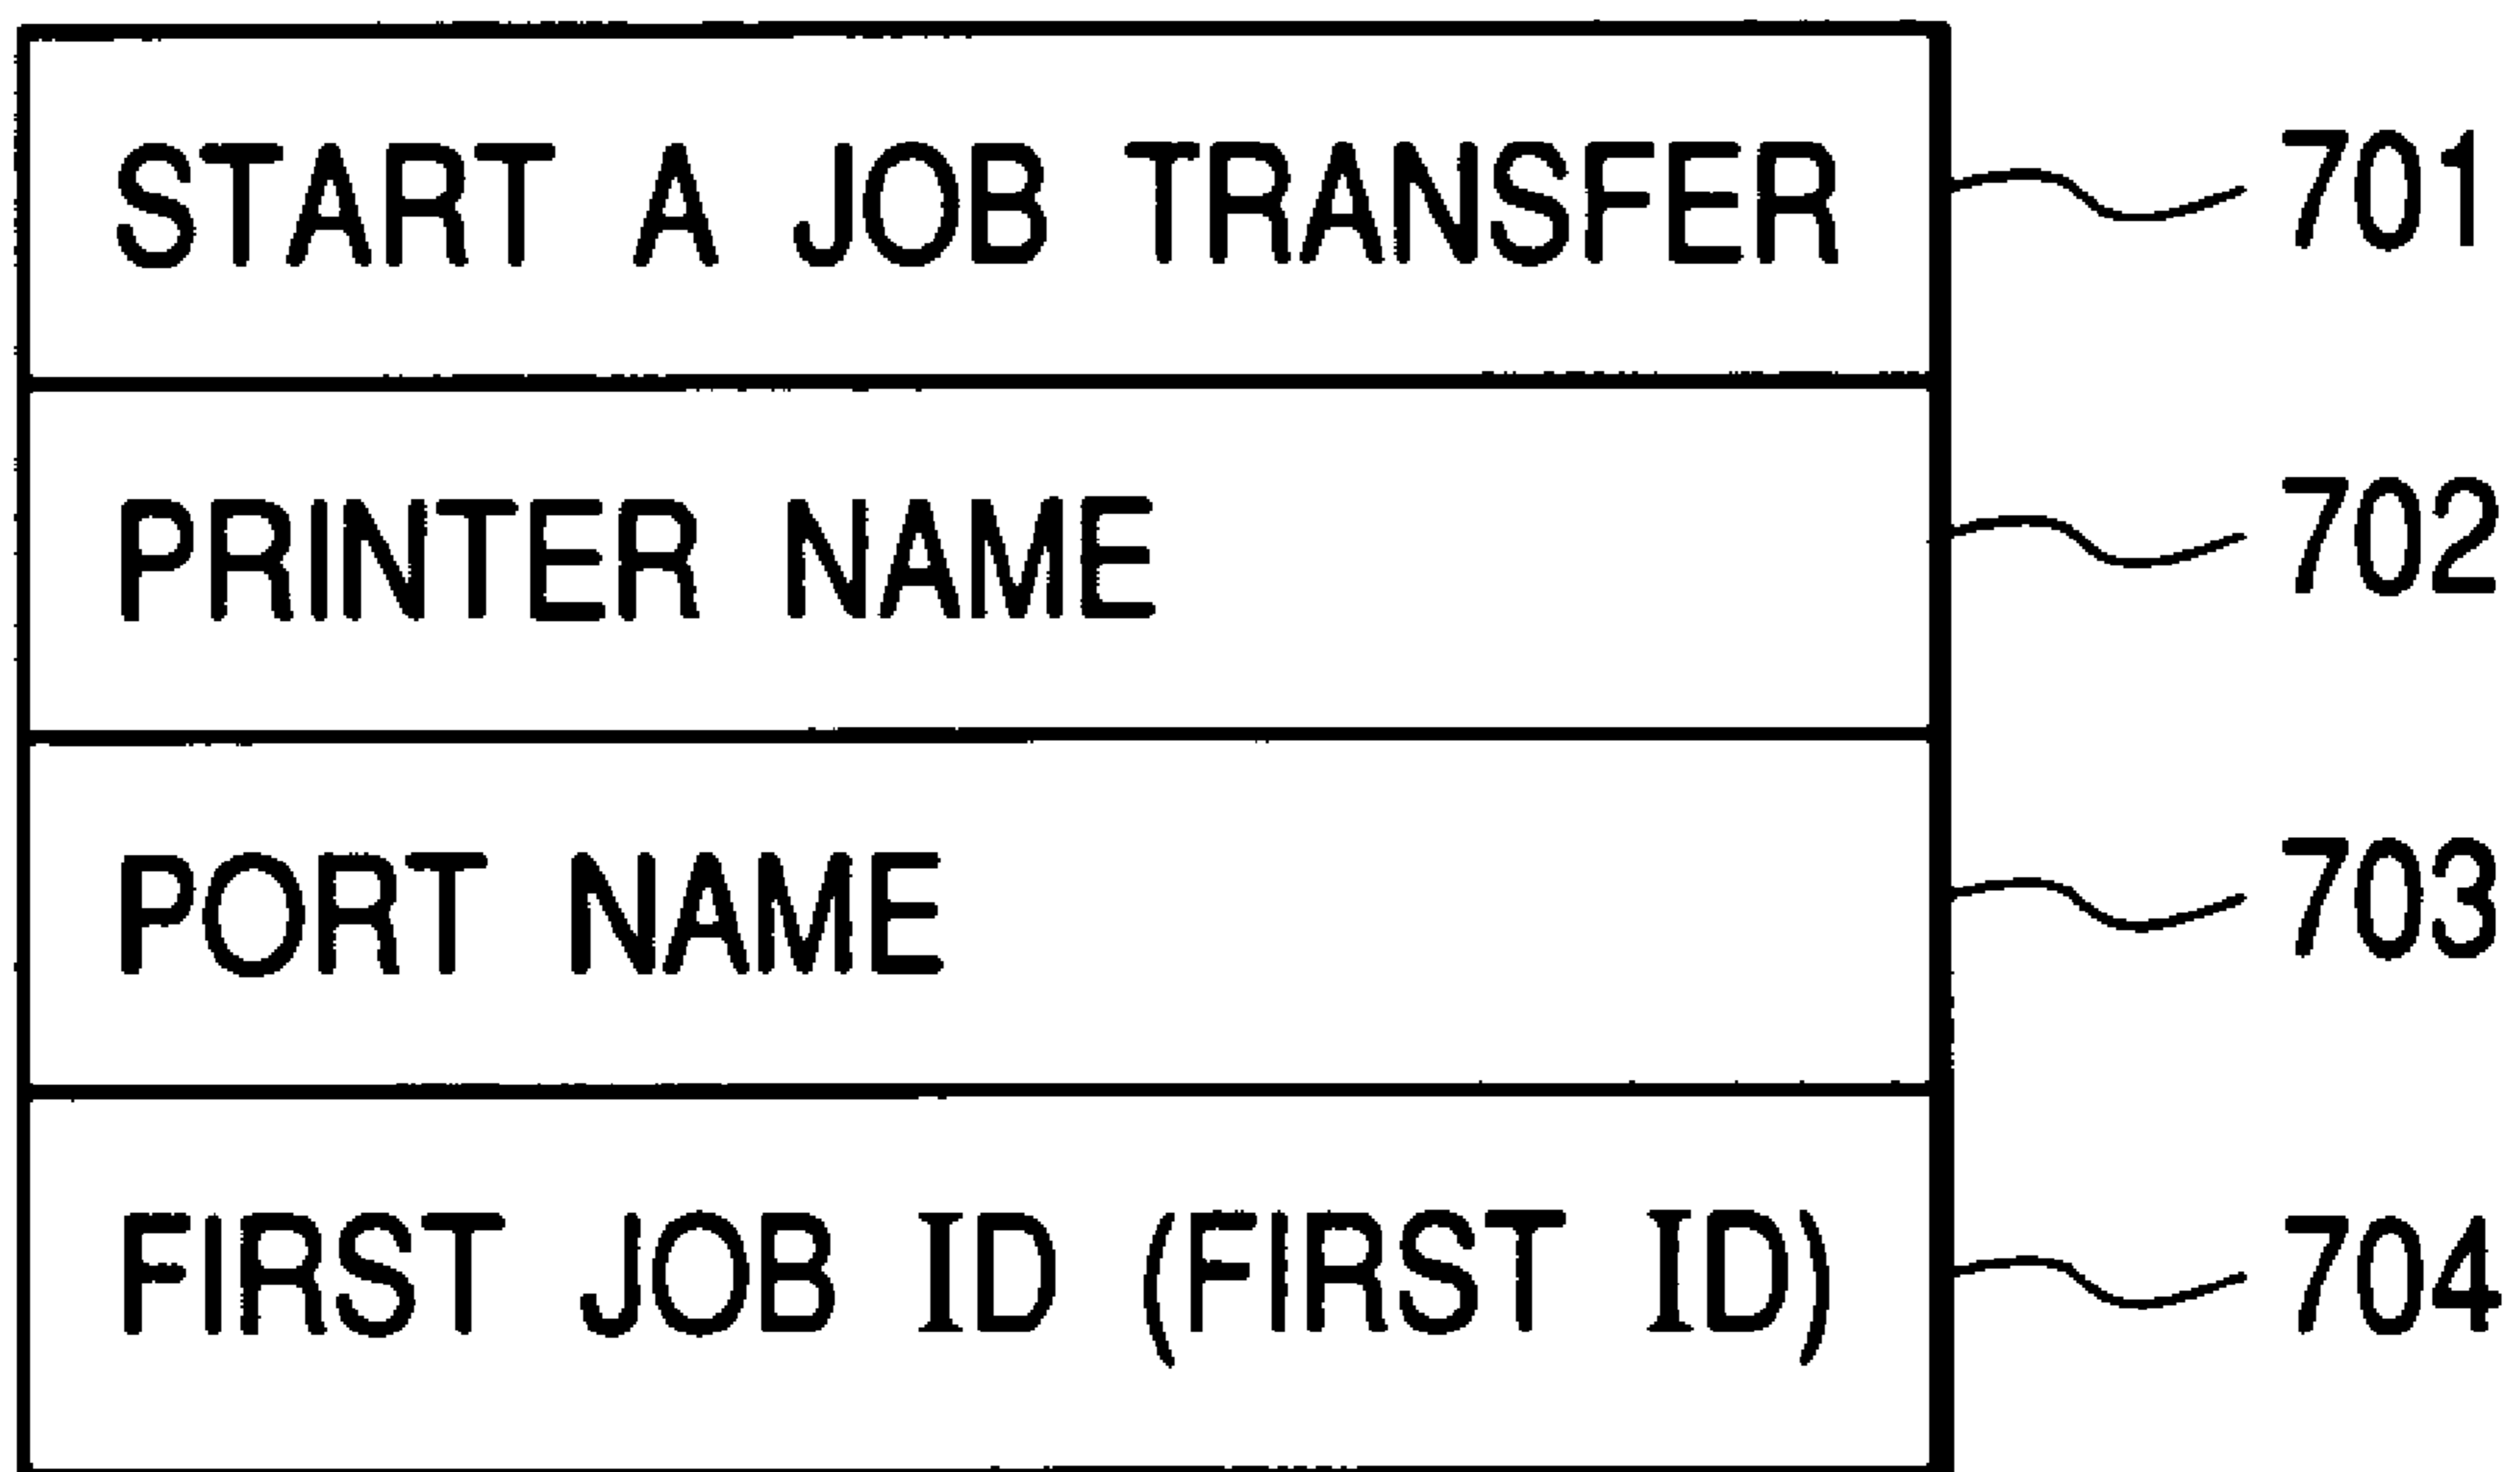 START A JOB TRANSFER 701
PRINTER NAME 702
PORT NAME 703
FIRST JOB ID (FIRST ID) 704